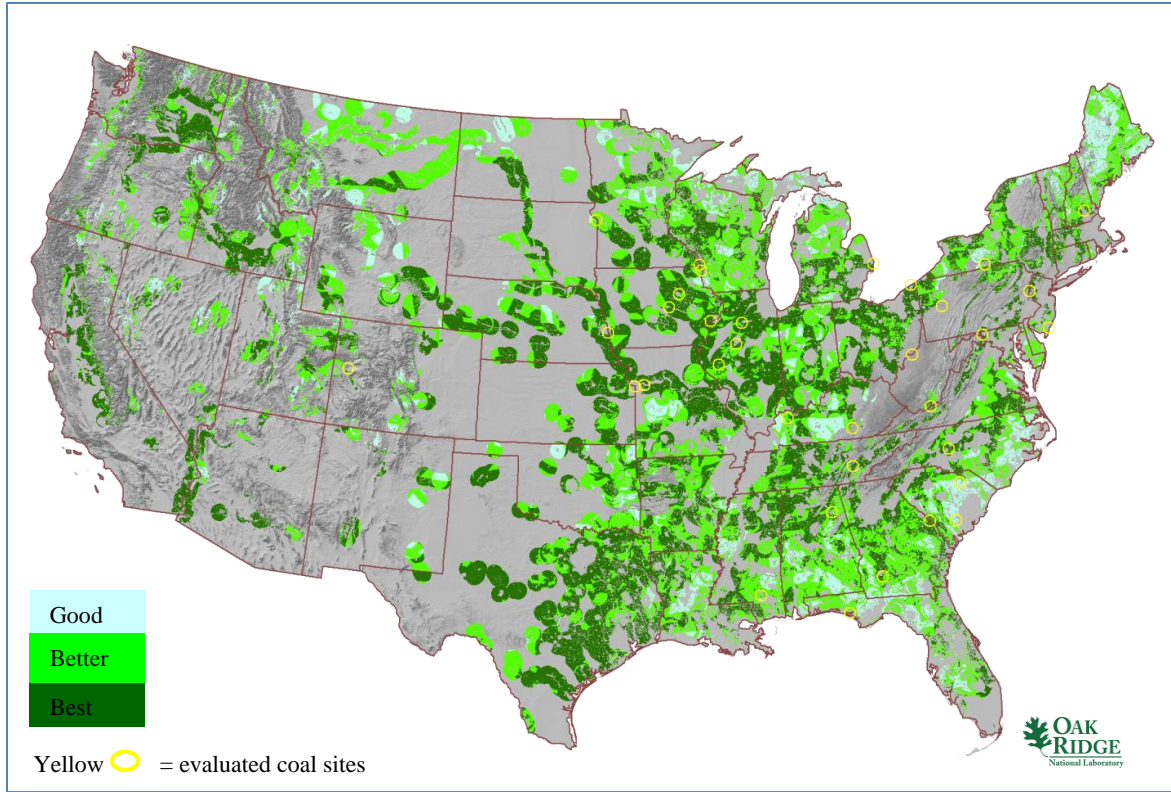 Good
Better
Best
Yellow = evaluated coal sites
OAK
RIDGE
National Laboratory